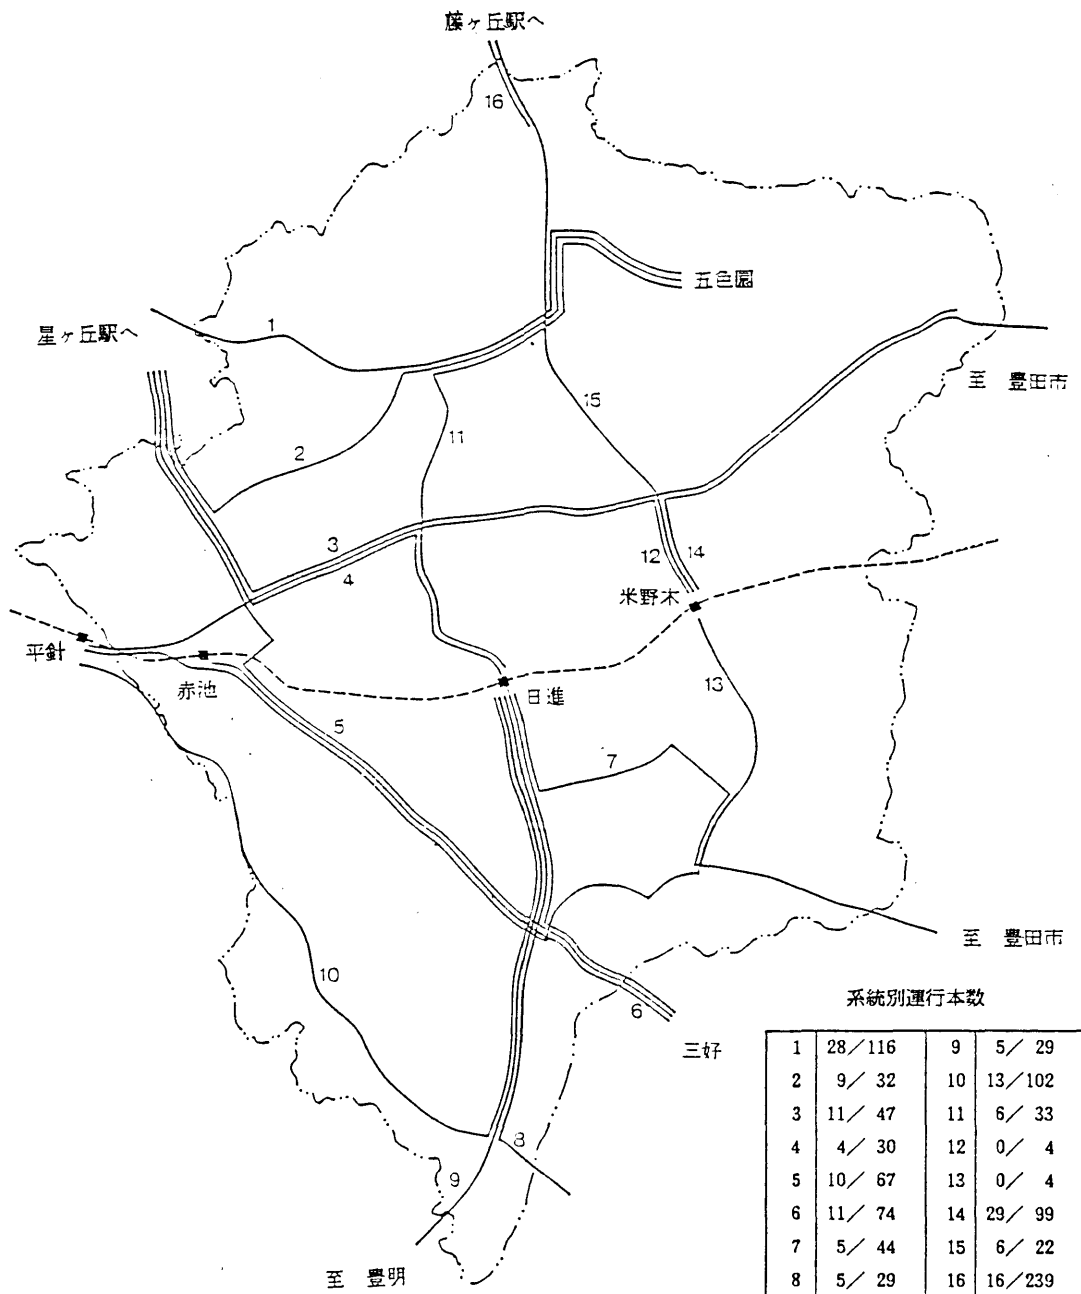 藤ヶ丘駅へ
16
五色園
星ヶ丘駅へ
1
至 豊田市
15
11
2
3
4
12
14
米野木
平針
赤池
日進
13
5
7
至 豊田市
10
6
三好
8
9
至 豊明
系統別運行本数
1 28／116 9 5／ 29
2 9／ 32 10 13／102
3 11／ 47 11 6／ 33
4 4／ 30 12 0／ 4
5 10／ 67 13 0／ 4
6 11／ 74 14 29／ 99
7 5／ 44 15 6／ 22
8 5／ 29 16 16／239